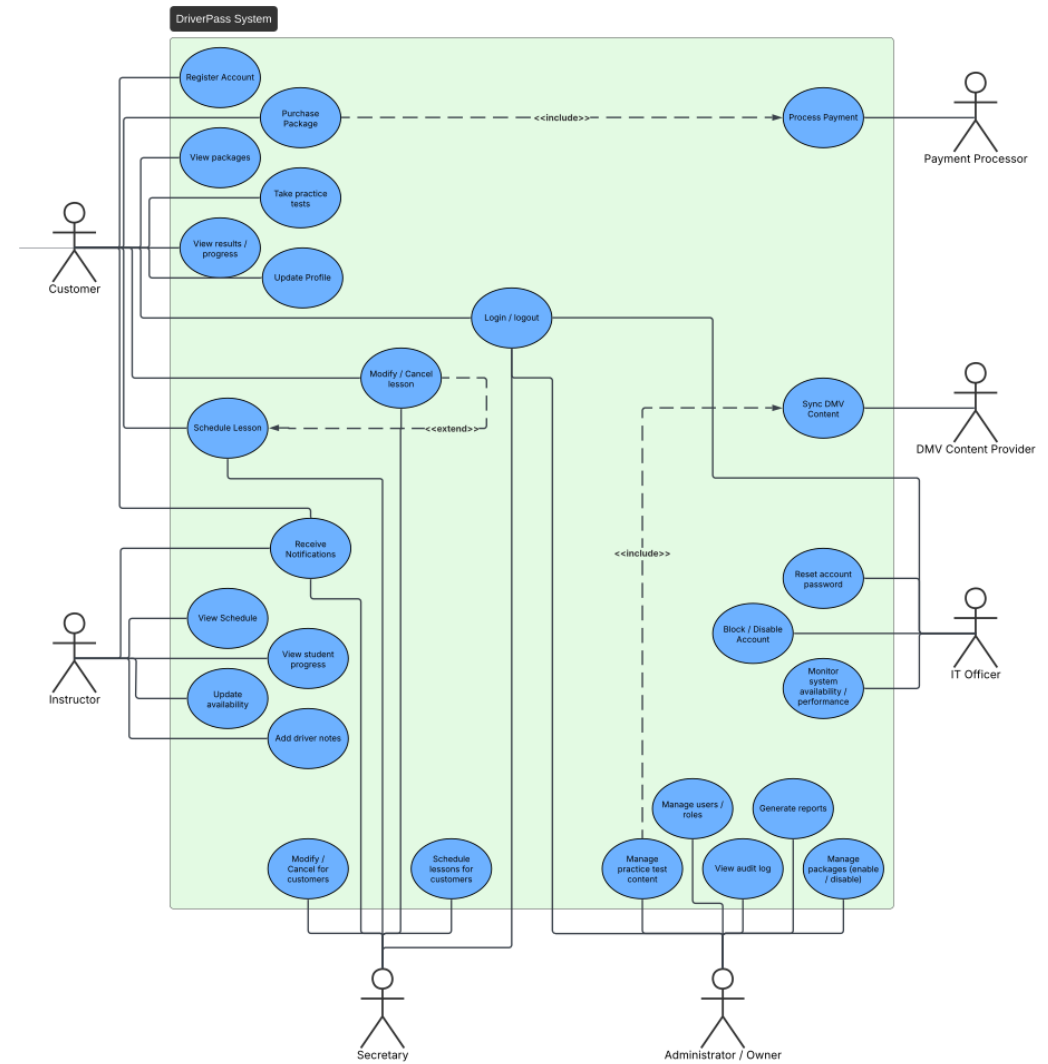 DriverPass System
Register Account
Purchase
Package
<<include>>
Process Payment
Payment Processor
View packages
Take practice
tests
View results /
progress
Update Profile
Customer
Login / logout
Modify / Cancel
lesson
Schedule Lesson
<<extend>>
Sync DMV
Content
DMV Content Provider
Receive
Notifications
<<include>>
Reset account
password
View Schedule
Block / Disable
Account
View student
progress
Instructor
Update
availability
Monitor
system
availability /
performance
IT Officer
Add driver notes
Manage users /
roles
Generate reports
Modify /
Cancel for
customers
Schedule
lessons for
customers
Manage
practice test
content
View audit log
Manage
packages (enable
/ disable)
Secretary
Administrator / Owner